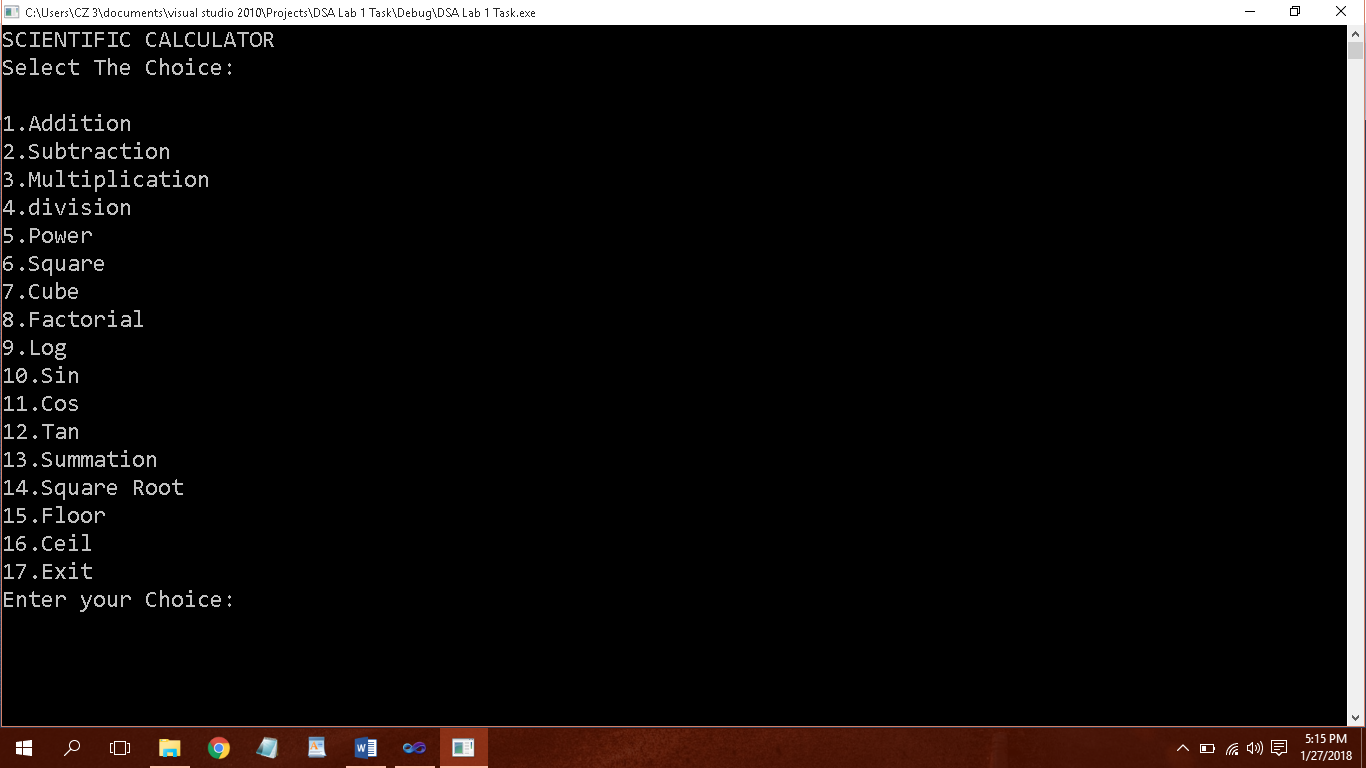 C:\Users\CZ 3\documents\visual studio 2010\Projects\DSA Lab 1 Task\Debug\DSA Lab 1 Task.exe
SCIENTIFIC CALCULATOR
Select The Choice:
1.Addition
2.Subtraction
3.Multiplication
4.division
5.Power
6.Square
7.Cube
8.Factorial
9.Log
10.Sin
11.Cos
12.Tan
13.Summation
14.Square Root
15.Floor
16.Ceil
17.Exit
Enter your Choice:
5:15 PM
1/27/2018